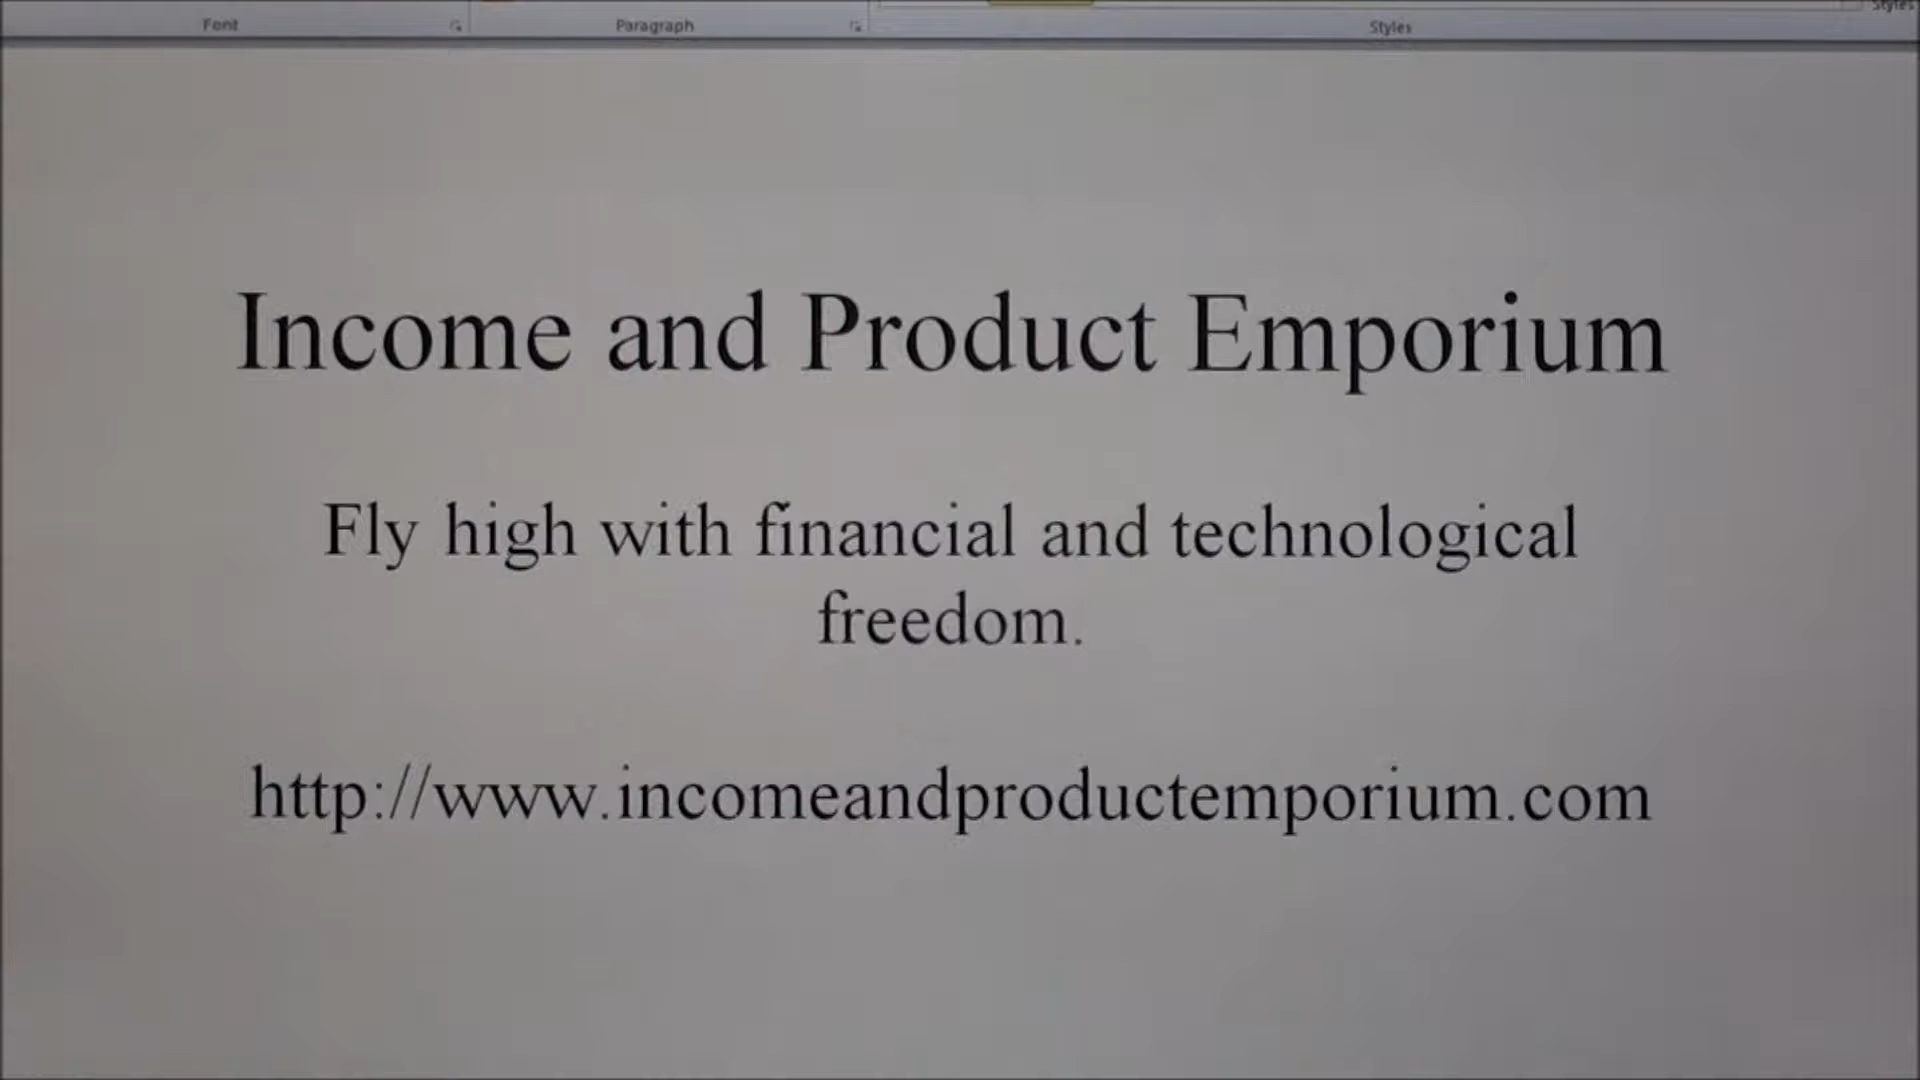 Font Paragraph Styles Styles
Income and Product Emporium
Fly high with financial and technological
freedom.
http://www.incomeandproductemporium.com